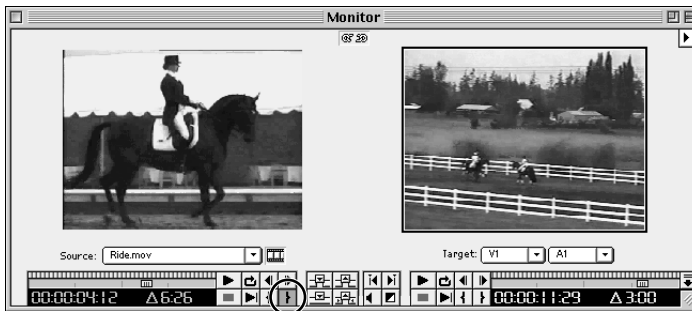 Monitor
Source: Ride.mov
Target: V1 A1
00:00:04:12 Δ6:26
00:00:11:29 Δ3:00